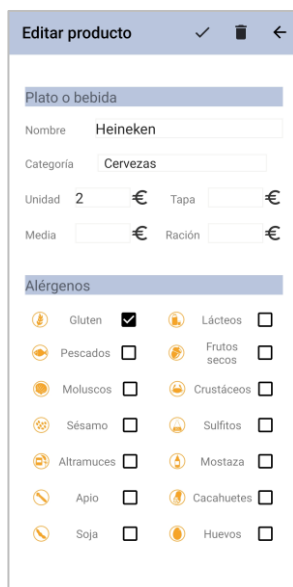 Editar producto
Plato o bebida
Nombre Heineken
Categoría Cervezas
Unidad 2 € Tapa €
Media € Ración €
Alérgenos
Gluten Lácteos
Pescados Frutos secos
Moluscos Crustáceos
Sésamo Sulfitos
Altramuces Mostaza
Apio Cacahuetes
Soja Huevos